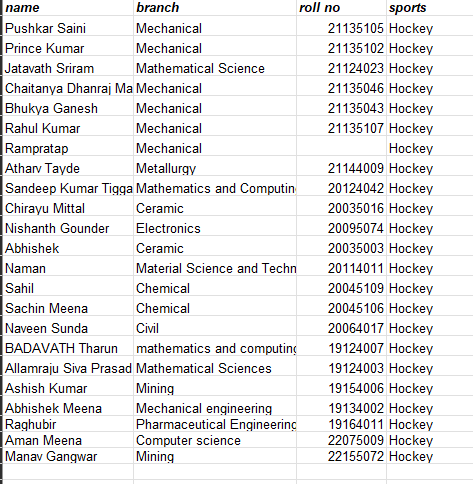 name branch roll no sports
Pushkar Saini Mechanical 21135105 Hockey
Prince Kumar Mechanical 21135102 Hockey
Jatavath Sriram Mathematical Science 21124023 Hockey
Chaitanya Dhanraj Ma Mechanical 21135046 Hockey
Bhukya Ganesh Mechanical 21135043 Hockey
Rahul Kumar Mechanical 21135107 Hockey
Rampratap Mechanical Hockey
Atharv Tayde Metallurgy 21144009 Hockey
Sandeep Kumar Tigga Mathematics and Computin 20124042 Hockey
Chirayu Mittal Ceramic 20035016 Hockey
Nishanth Gounder Electronics 20095074 Hockey
Abhishek Ceramic 20035003 Hockey
Naman Material Science and Techn 20114011 Hockey
Sahil Chemical 20045109 Hockey
Sachin Meena Chemical 20045106 Hockey
Naveen Sunda Civil 20064017 Hockey
BADAVATH Tharun mathematics and computing 19124007 Hockey
Allamraju Siva Prasad Mathematical Sciences 19124003 Hockey
Ashish Kumar Mining 19154006 Hockey
Abhishek Meena Mechanical engineering 19134002 Hockey
Raghubir Pharmaceutical Engineering 19164011 Hockey
Aman Meena Computer science 22075009 Hockey
Manav Gangwar Mining 22155072 Hockey